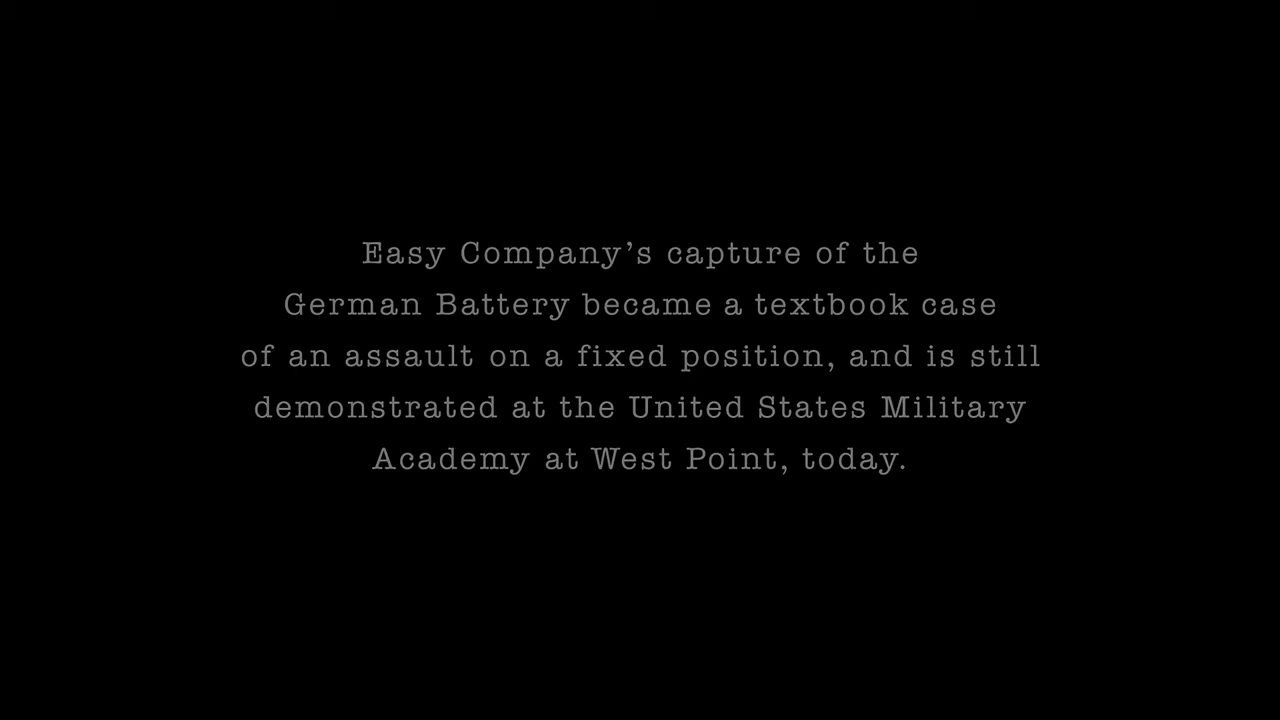 Easy Company’s capture of the
German Battery became a textbook case
of an assault on a fixed position, and is still
demonstrated at the United States Military
Academy at West Point, today.